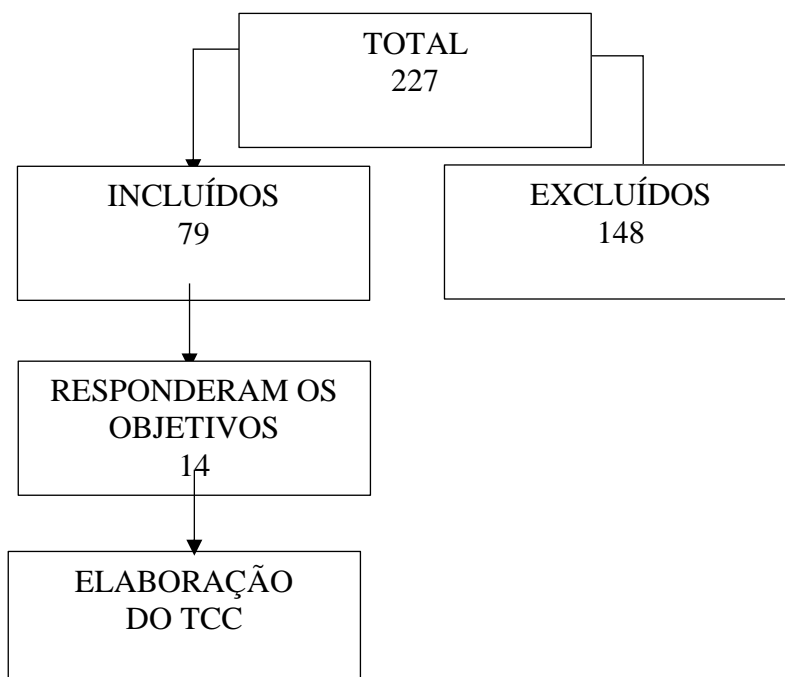 TOTAL
227
INCLUÍDOS
79
EXCLUÍDOS
148
RESPONDERAM OS
OBJETIVOS
14
ELABORAÇÃO
DO TCC